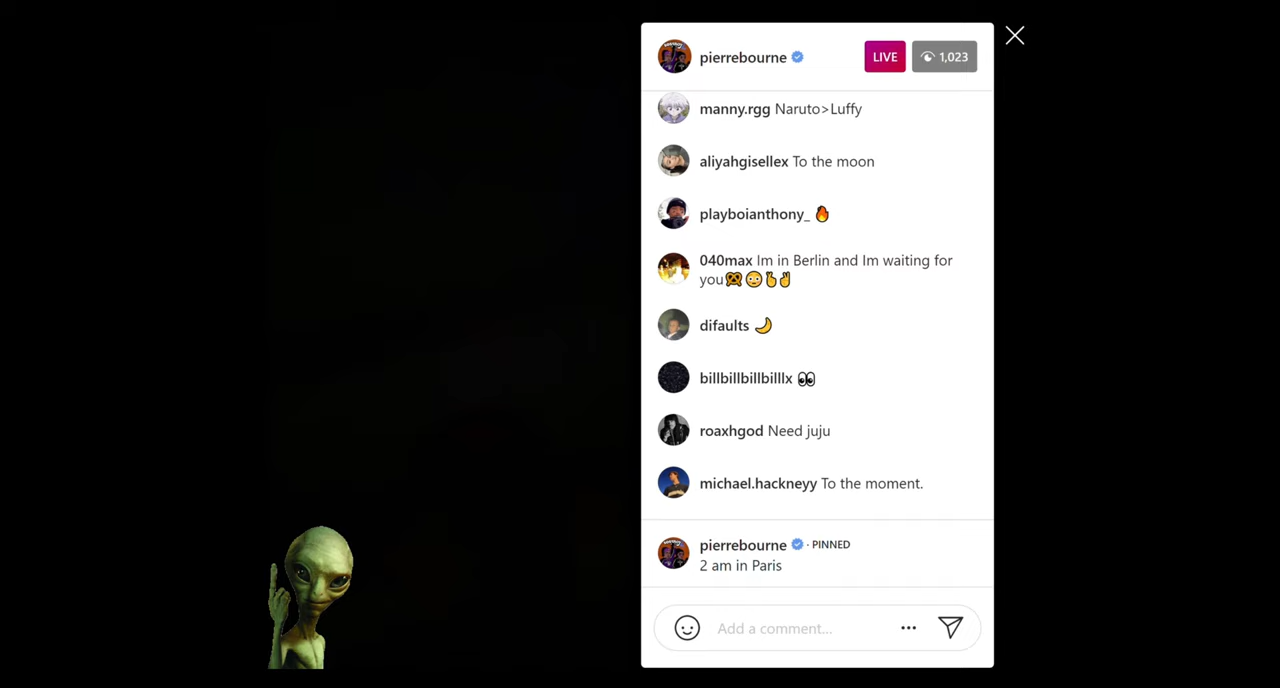 pierrebourne LIVE 1,023
manny.rgg Naruto>Luffy
aliyahgisellex To the moon
playboianthony_ 🔥
040max Im in Berlin and Im waiting for
you🥨😳🫰✌
difaults 🌙
billbillbillbilllx 👀
roaxhgod Need juju
michael.hackneyy To the moment.
pierrebourne · PINNED
2 am in Paris
Add a comment...